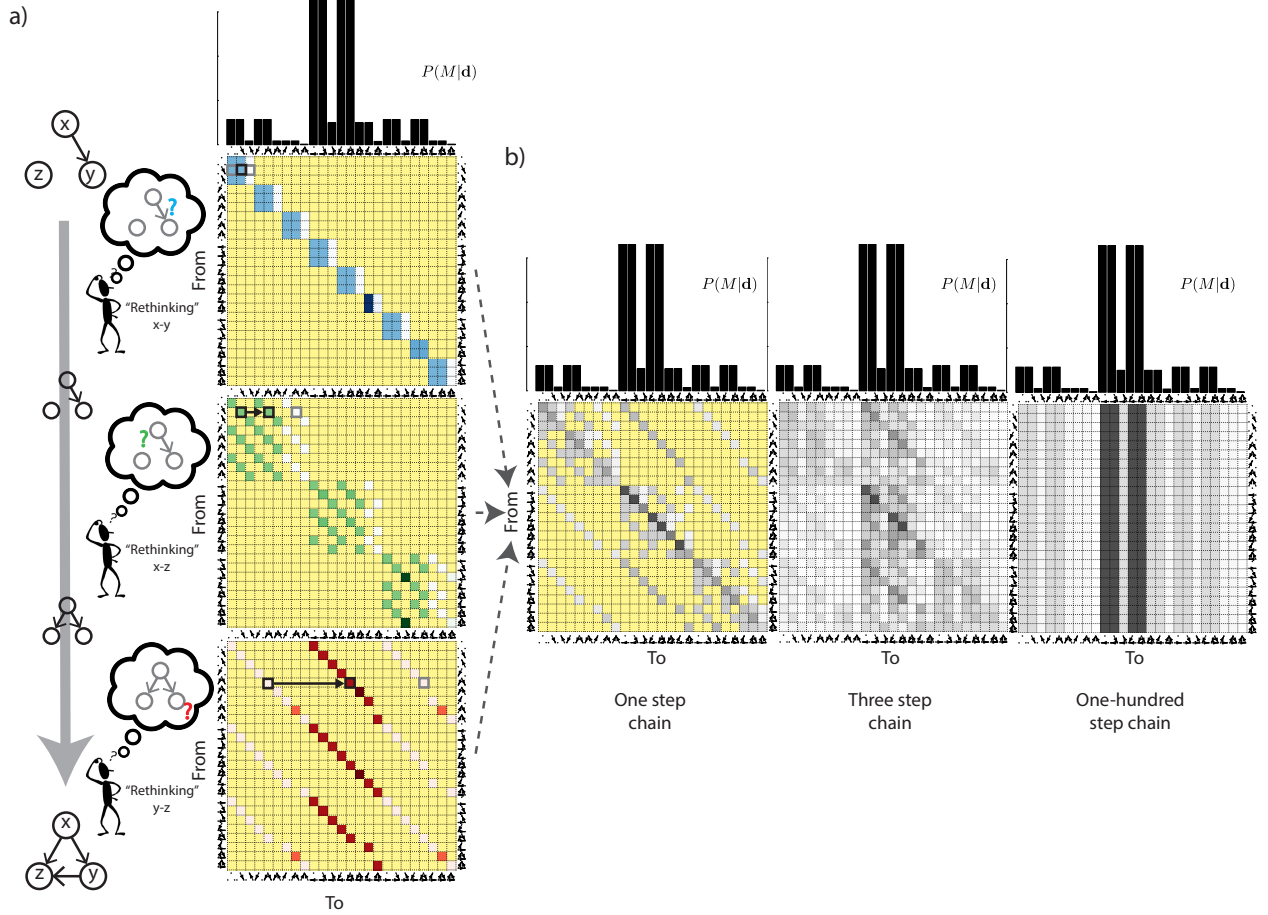 a)
P(M|d)
x
z
y
?
?
From
"Rethinking"
x-y
?
?
From
"Rethinking"
x-z
?
?
From
"Rethinking"
y-z
x
z
y
To
b)
P(M|d)
P(M|d)
P(M|d)
From
To
To
To
One step
chain
Three step
chain
One-hundred
step chain